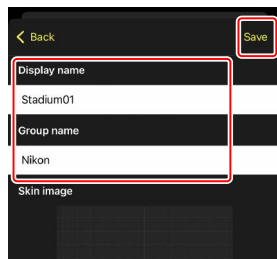 Back Save
Display name
Stadium01
Group name
Nikon
Skin image